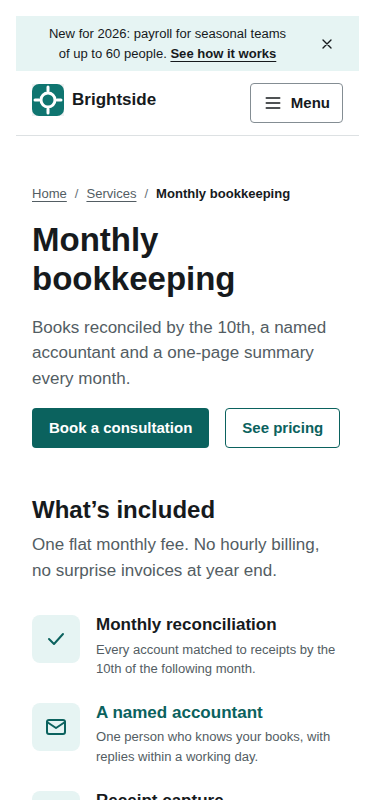 New for 2026: payroll for seasonal teams
of up to 60 people. See how it works
Brightside
Menu
Home / Services / Monthly bookkeeping
Monthly
bookkeeping
Books reconciled by the 10th, a named
accountant and a one-page summary
every month.
Book a consultation
See pricing
What’s included
One flat monthly fee. No hourly billing,
no surprise invoices at year end.
Monthly reconciliation
Every account matched to receipts by the
10th of the following month.
A named accountant
One person who knows your books, with
replies within a working day.
Receipt capture